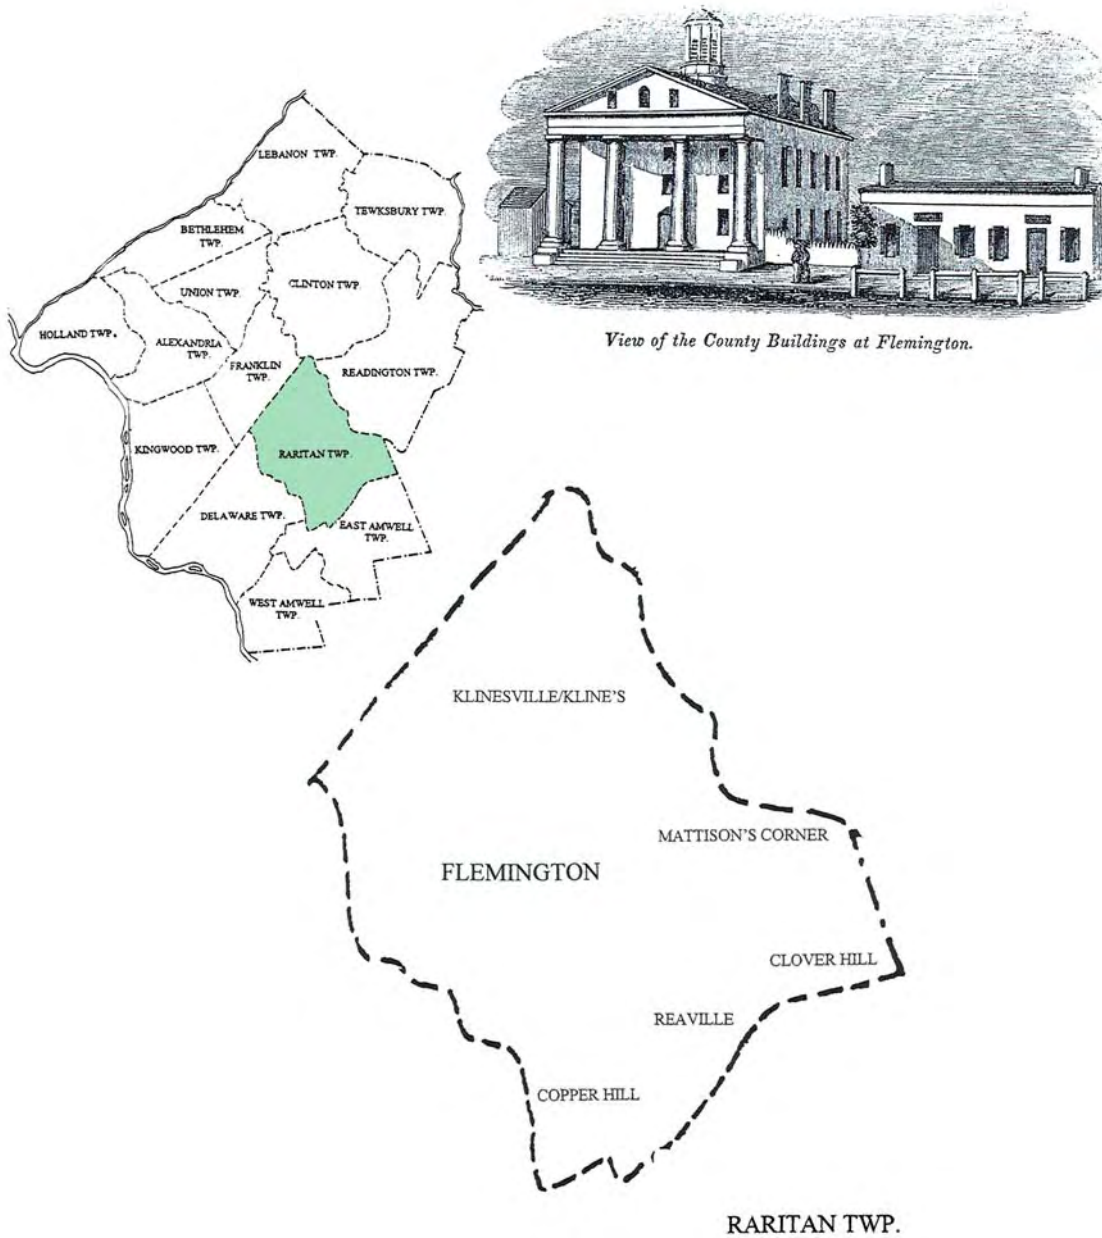 LEBANON TWP.
TEWKSBURY TWP.
BETHLEHEM
TWP.
CLINTON TWP.
UNION TWP.
HOLLAND TWP.
ALEXANDRIA
TWP.
FRANKLIN
TWP.
READINGTON TWP.
KINGWOOD TWP.
RARITAN TWP.
DELAWARE TWP.
EAST AMWELL
TWP.
WEST AMWELL
TWP.
View of the County Buildings at Flemington.
KLINESVILLE/KLINE'S
MATTISON'S CORNER
FLEMINGTON
CLOVER HILL
REAVILLE
COPPER HILL
RARITAN TWP.